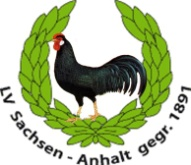 LV Sachsen - Anhalt gegr. 1891